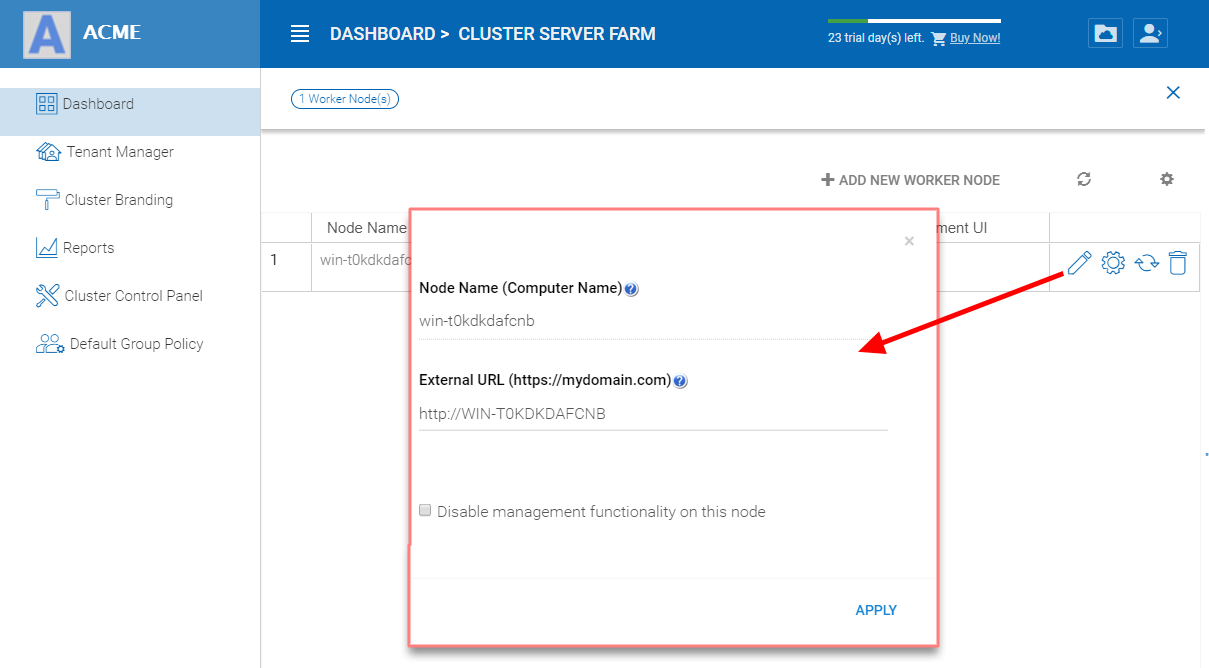 A ACME
DASHBOARD > CLUSTER SERVER FARM
23 trial day(s) left. Buy Now!
Dashboard
Tenant Manager
Cluster Branding
Reports
Cluster Control Panel
Default Group Policy
1 Worker Node(s)
ADD NEW WORKER NODE
Node Name
ment UI
1
win-t0kdkdafc
×
Node Name (Computer Name)?
win-t0kdkdafcnb
External URL (https://mydomain.com)?
http://WIN-T0KDKDAFCNB
Disable management functionality on this node
APPLY